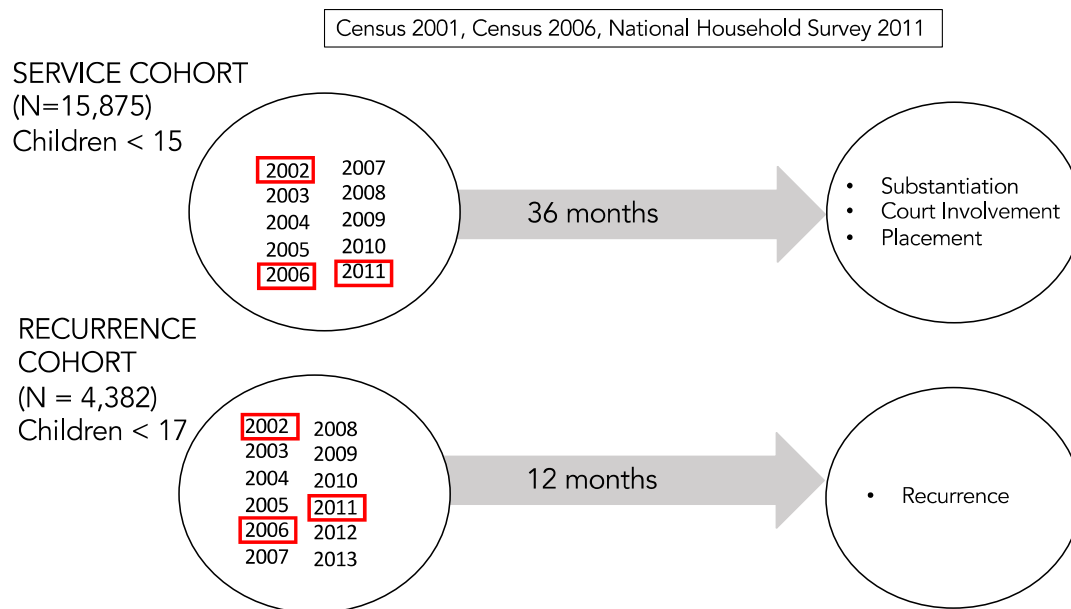 Census 2001, Census 2006, National Household Survey 2011
SERVICE COHORT
(N=15,875)
Children < 15
2002
2003
2004
2005
2006
2007
2008
2009
2010
2011
36 months
• Substantiation
• Court Involvement
• Placement
RECURRENCE
COHORT
(N = 4,382)
Children < 17
2002
2003
2004
2005
2006
2007
2008
2009
2010
2011
2012
2013
12 months
• Recurrence